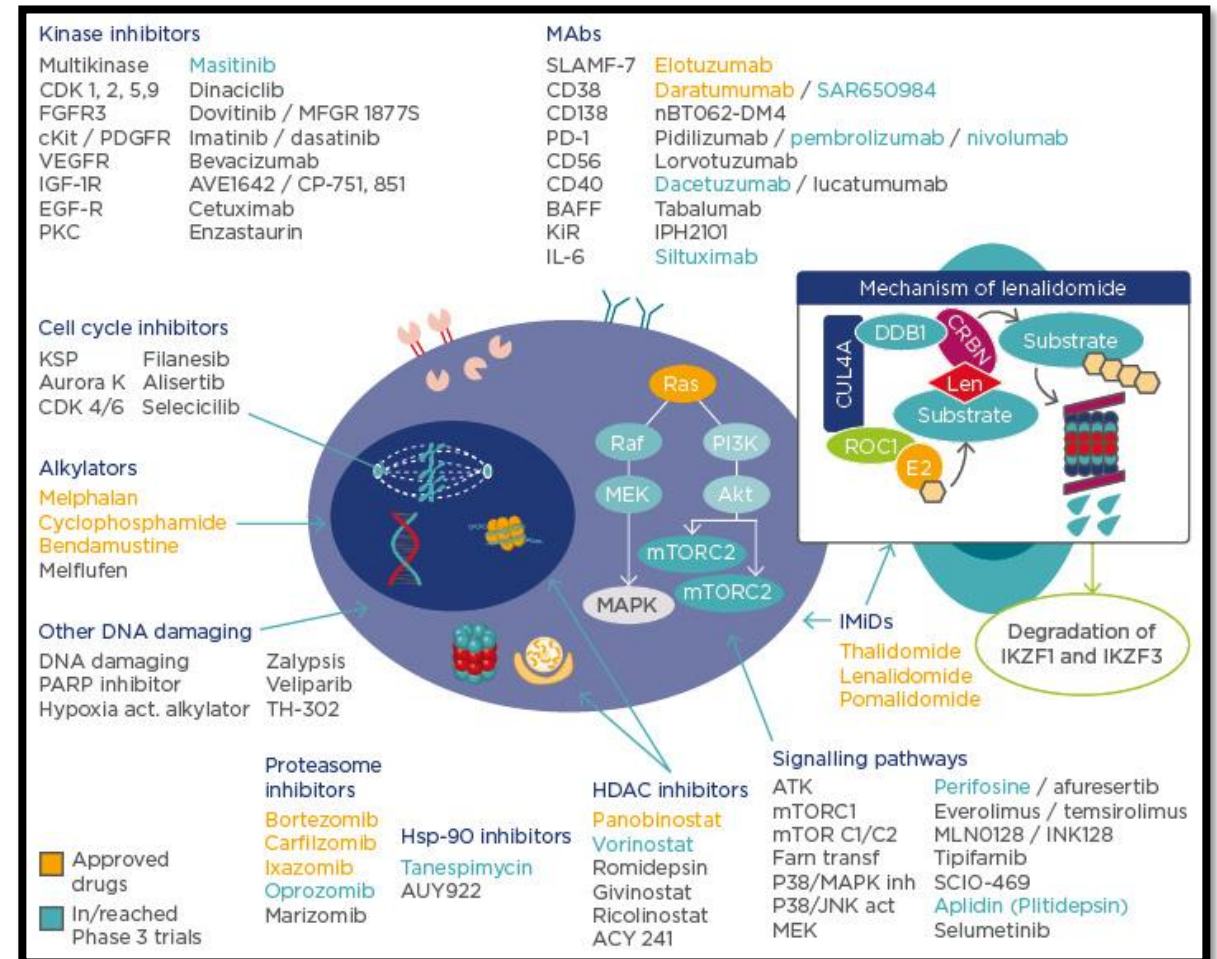 Kinase inhibitors
Multikinase Masitinib
CDK 1, 2, 5,9 Dinaciclib
FGFR3 Dovitinib / MFGR 1877S
cKit / PDGFR Imatinib / dasatinib
VEGFR Bevacizumab
IGF-1R AVE1642 / CP-751, 851
EGF-R Cetuximab
PKC Enzastaurin
MAbs
SLAMF-7 Elotuzumab
CD38 Daratumumab / SAR650984
CD138 nBT062-DM4
PD-1 Pidilizumab / pembrolizumab / nivolumab
CD56 Lorvotuzumab
CD40 Dacetuzumab / lucatumumab
BAFF Tabalumab
KiR IPH2101
IL-6 Siltuximab
Cell cycle inhibitors
KSP Filanesib
Aurora K Alisertib
CDK 4/6 Selecicilib
Alkylators
Melphalan
Cyclophosphamide
Bendamustine
Melflufen
Other DNA damaging
DNA damaging Zalypsis
PARP inhibitor Veliparib
Hypoxia act. alkylator TH-302
Ras
Raf PI3K
MEK Akt
mTORC2
mTORC2
MAPK
Mechanism of lenalidomide
CUL4A
DDB1
CRBN
Substrate
Len
Substrate
ROC1
E2
Degradation of
IKZF1 and IKZF3
IMiDs
Thalidomide
Lenalidomide
Pomalidomide
Proteasome
inhibitors
Bortezomib
Carfilzomib
Ixazomib
Oprozomib
Marizomib
Hsp-90 inhibitors
Tanespimycin
AUY922
HDAC inhibitors
Panobinostat
Vorinostat
Romidepsin
Givinostat
Ricolinostat
ACY 241
Signalling pathways
ATK Perifosine / afuresertib
mTORC1 Everolimus / temsirolimus
mTOR C1/C2 MLN0128 / INK128
Farn transf Tipifarnib
P38/MAPK inh SCIO-469
P38/JNK act Aplidin (Plitidepsin)
MEK Selumetinib
Approved
drugs
In/reached
Phase 3 trials